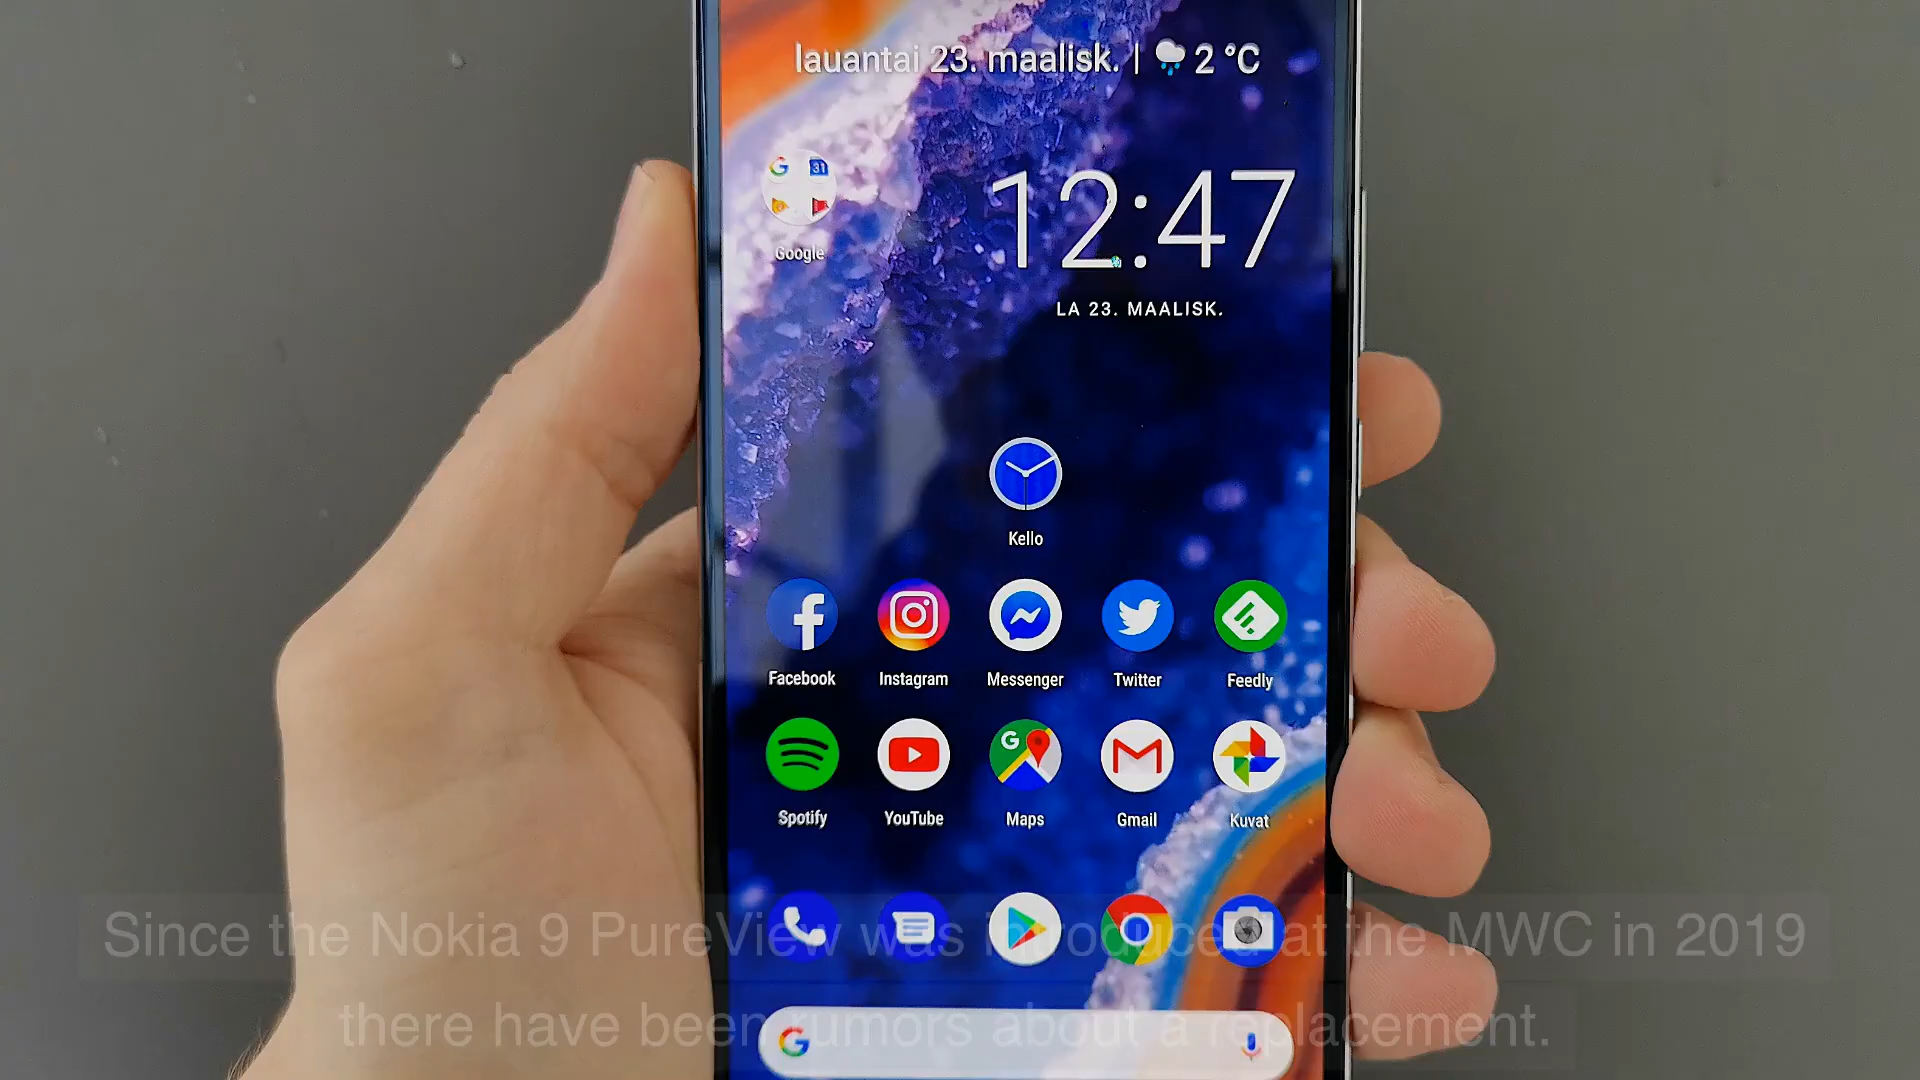 lauantai 23. maalisk. | 2 °C
31
Google
12:47
LA 23. MAALISK.
Kello
Facebook
Instagram
Messenger
Twitter
Feedly
Spotify
YouTube
G
Maps
Gmail
Kuvat
Since the Nokia 9 PureView was introduced at the MWC in 2019
there have been rumors about a replacement.
G